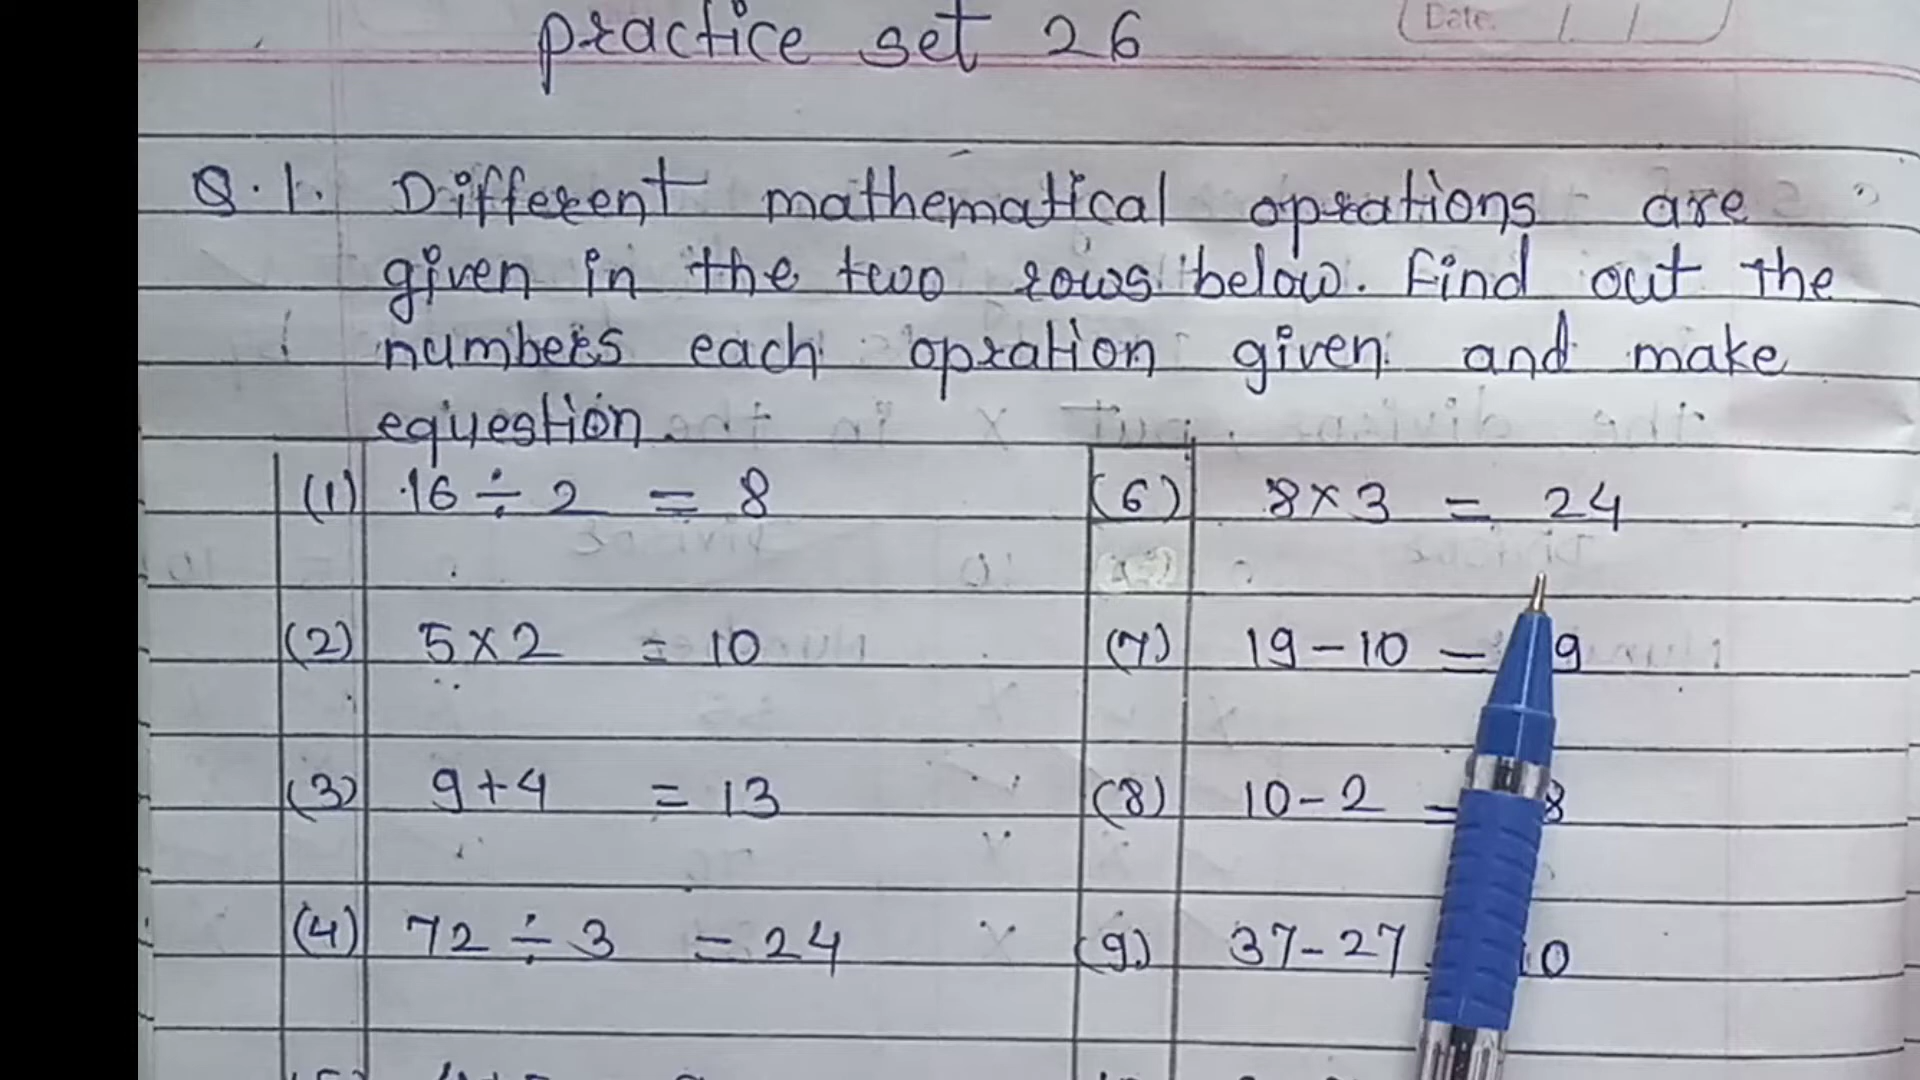 practice set 26
Date. / /
Q.1. Different mathematical oprations are
given in the two rows below. Find out the
numbers each opration given and make
equestion.
(1) 16 ÷ 2 = 8 (6) 8 × 3 = 24
(2) 5 × 2 = 10 (7) 19 - 10 = 9
(3) 9 + 4 = 13 (8) 10 - 2 = 8
(4) 72 ÷ 3 = 24 (9) 37 - 27 10